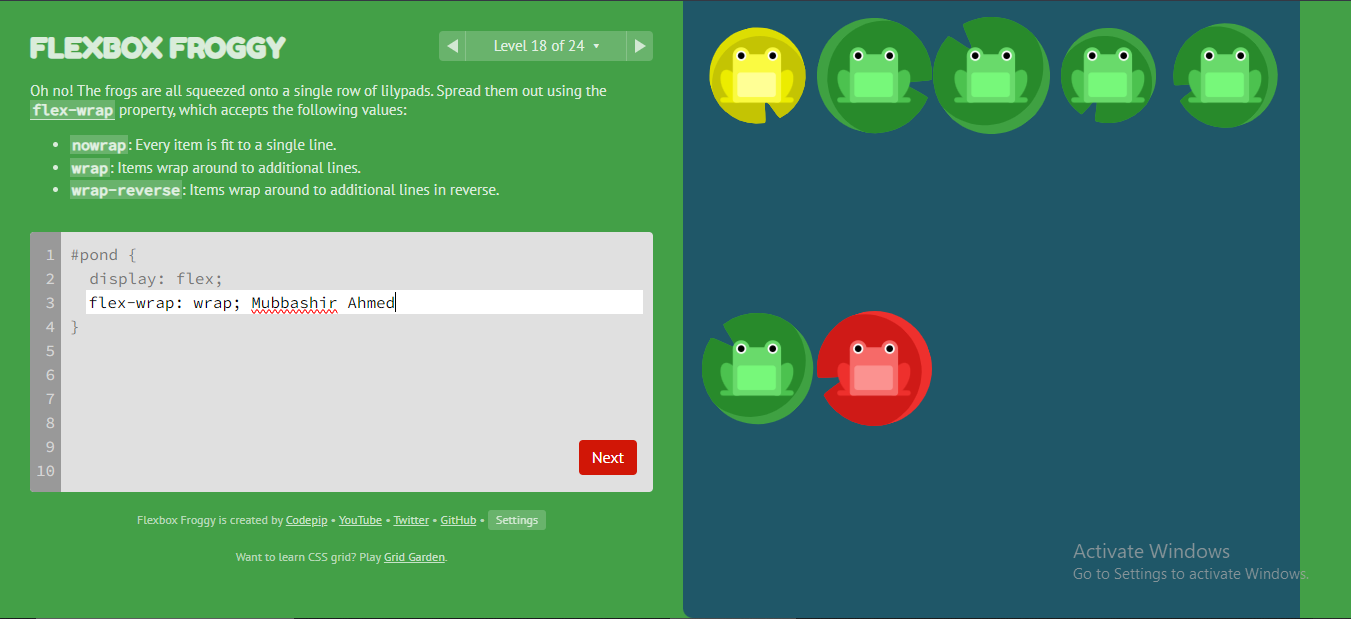 FLEXBOX FROGGY
◀ Level 18 of 24 ▾ ▶
Oh no! The frogs are all squeezed onto a single row of lilypads. Spread them out using the
flex-wrap property, which accepts the following values:
• nowrap: Every item is fit to a single line.
• wrap: Items wrap around to additional lines.
• wrap-reverse: Items wrap around to additional lines in reverse.
1 #pond {
2 display: flex;
3 flex-wrap: wrap; Mubbashir Ahmed
4 }
5
6
7
8
9
10
Next
Flexbox Froggy is created by Codepip • YouTube • Twitter • GitHub • Settings
Want to learn CSS grid? Play Grid Garden.
Activate Windows
Go to Settings to activate Windows.